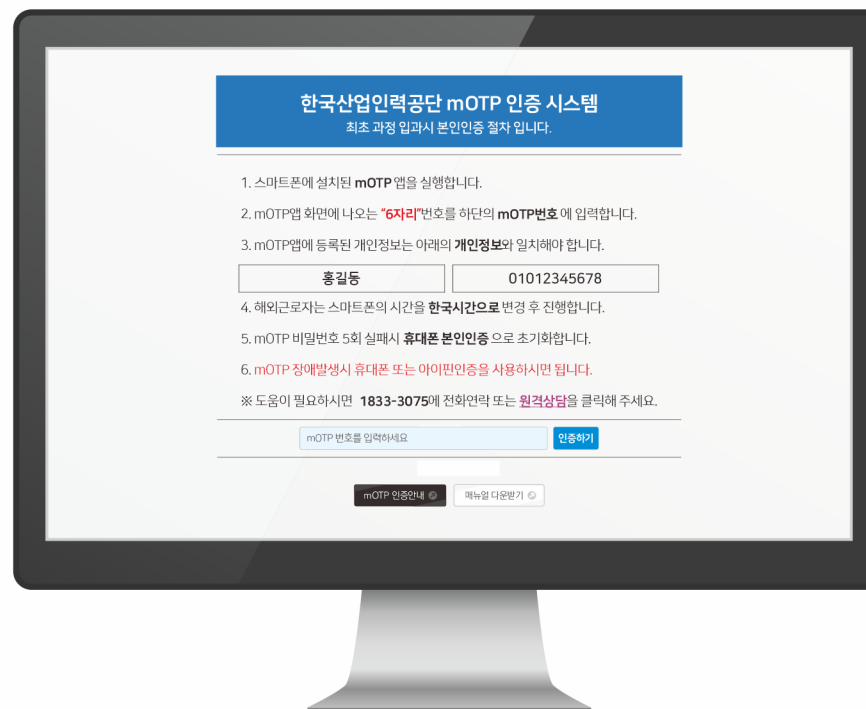 한국산업인력공단 mOTP 인증 시스템
최초 과정 입과시 본인인증 절차 입니다.
1. 스마트폰에 설치된 mOTP 앱을 실행합니다.
2. mOTP앱 화면에 나오는 "6자리"번호를 하단의 mOTP번호 에 입력합니다.
3. mOTP앱에 등록된 개인정보는 아래의 개인정보와 일치해야 합니다.
홍길동 01012345678
4. 해외근로자는 스마트폰의 시간을 한국시간으로 변경 후 진행합니다.
5. mOTP 비밀번호 5회 실패시 휴대폰 본인인증 으로 초기화합니다.
6. mOTP 장애발생시 휴대폰 또는 아이핀인증을 사용하시면 됩니다.
※ 도움이 필요하시면 1833-3075에 전화연락 또는 원격상담을 클릭해 주세요.
mOTP 번호를 입력하세요 인증하기
mOTP 인증안내 매뉴얼 다운받기